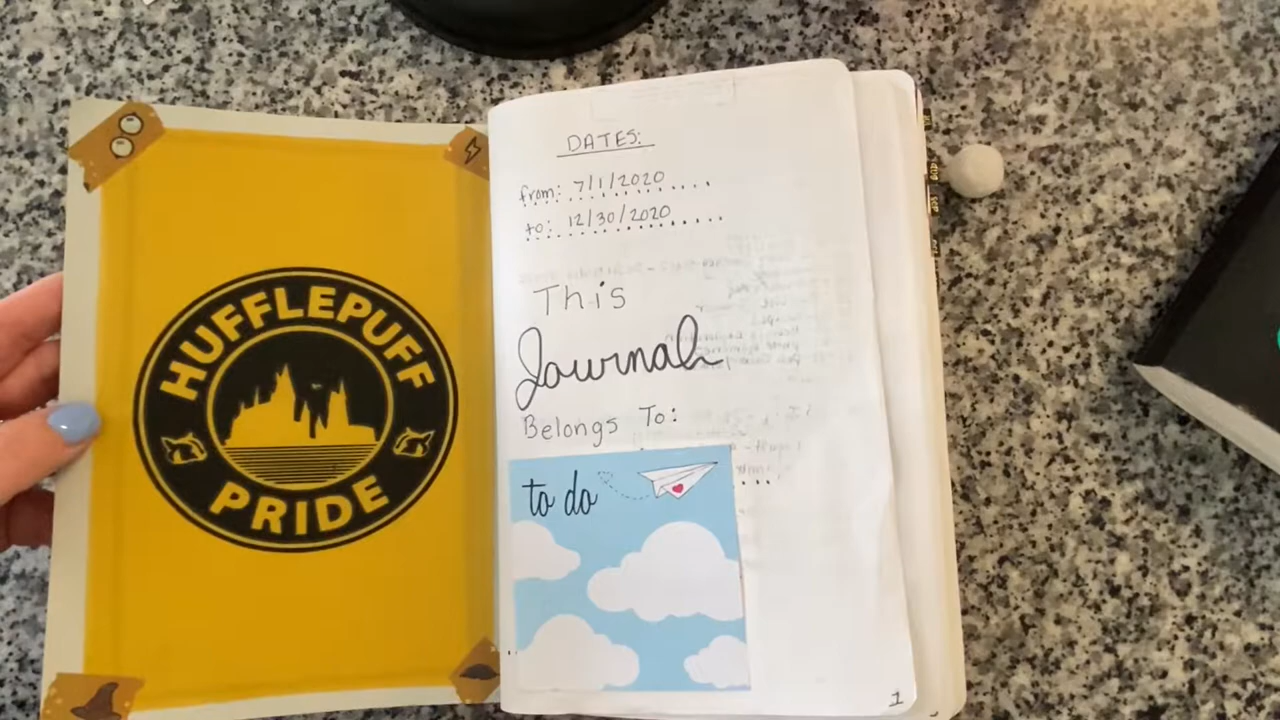 HUFFLEPUFF
PRIDE
DATES:
from: 7/1/2020
to: 12/30/2020
This
Journal
Belongs To:
to do
1